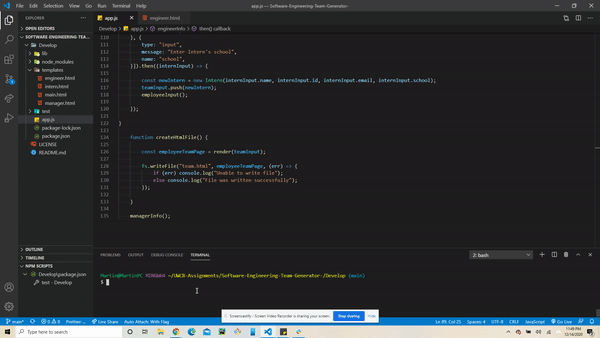 File Edit Selection View Go Run Terminal Help
app.js - Software-Engineering-Team-Generator-
EXPLORER
OPEN EDITORS
SOFTWARE ENGINEERING-TEAM-
Develop
lib
node_modules
templates
engineer.html
intern.html
main.html
manager.html
test
app.js
package-lock.json
package.json
LICENSE
README.md
OUTLINE
TIMELINE
NPM SCRIPTS
Develop\package.json
test - Develop
app.js
engineer.html
Develop > app.js > engineerInfo > then() callback
110 }, {
111 type: "input",
112 message: "Enter Intern's school",
113 name: "school",
114 }]).then((internInput) => {
115
116 const newIntern = new Intern(internInput.name, internInput.id, internInput.email, internInput.school);
117 teamInput.push(newIntern);
118 employeeInput();
119
120 });
121
122 }
123
124 function createHtmlFile() {
125
126 const employeeTeamPage = render(teamInput);
127
128 fs.writeFile("team.html", employeeTeamPage, (err) => {
129 if (err) console.log("Unable to write file");
130 else console.log("File was written successfully");
131 });
132
133 }
134
135 managerInfo();
PROBLEMS OUTPUT DEBUG CONSOLE TERMINAL
2: bash
Martin@MartinPC MINGW64 ~/UWCB-Assignments/Software-Engineering-Team-Generator-/Develop (main)
$
Screencastify - Screen Video Recorder is sharing your screen.
Stop sharing
Hide
main*
Live Share
Auto Attach: With Flag
Ln 89, Col 25
Spaces: 4
UTF-8
CRLF
JavaScript
Go Live
Type here to search
11:49 PM
12/14/2020